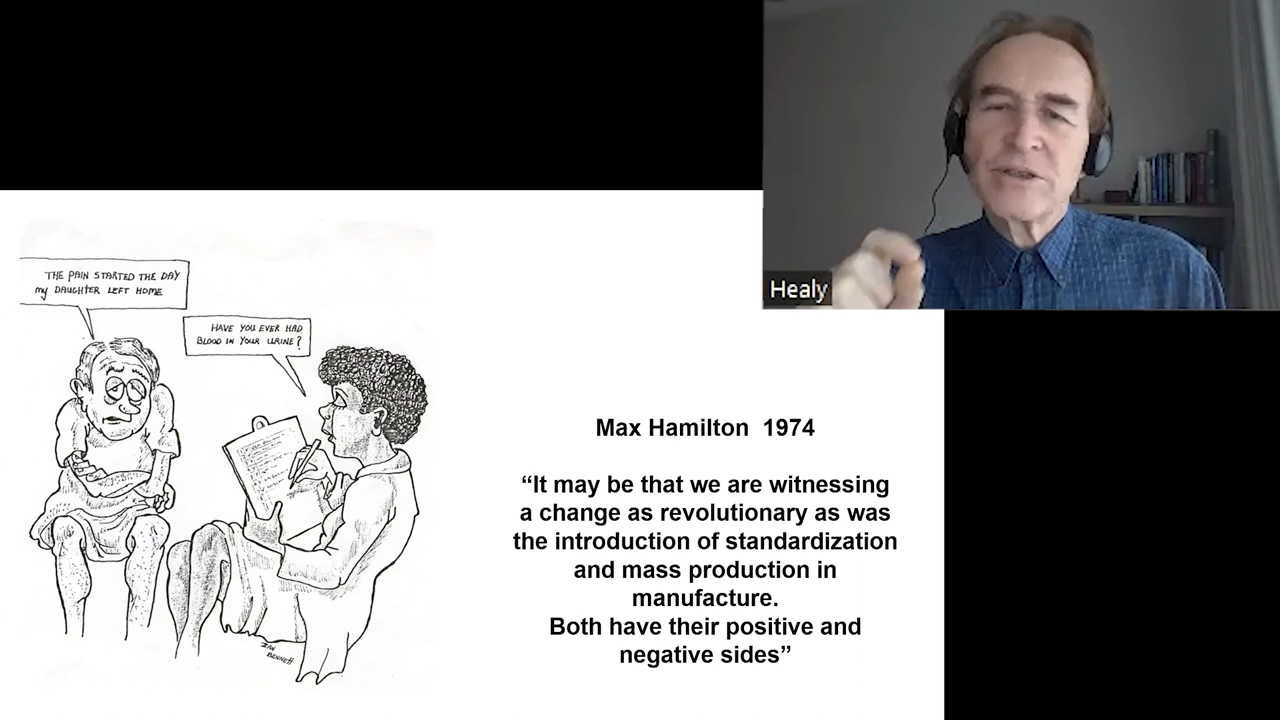 THE PAIN STARTED THE DAY
my DAUGHTER LEFT HOME
HAVE YOU EVER HAD
BLOOD IN YOUR URINE?
IAN
BENNETT
Healy
Max Hamilton 1974
“It may be that we are witnessing
a change as revolutionary as was
the introduction of standardization
and mass production in
manufacture.
Both have their positive and
negative sides”